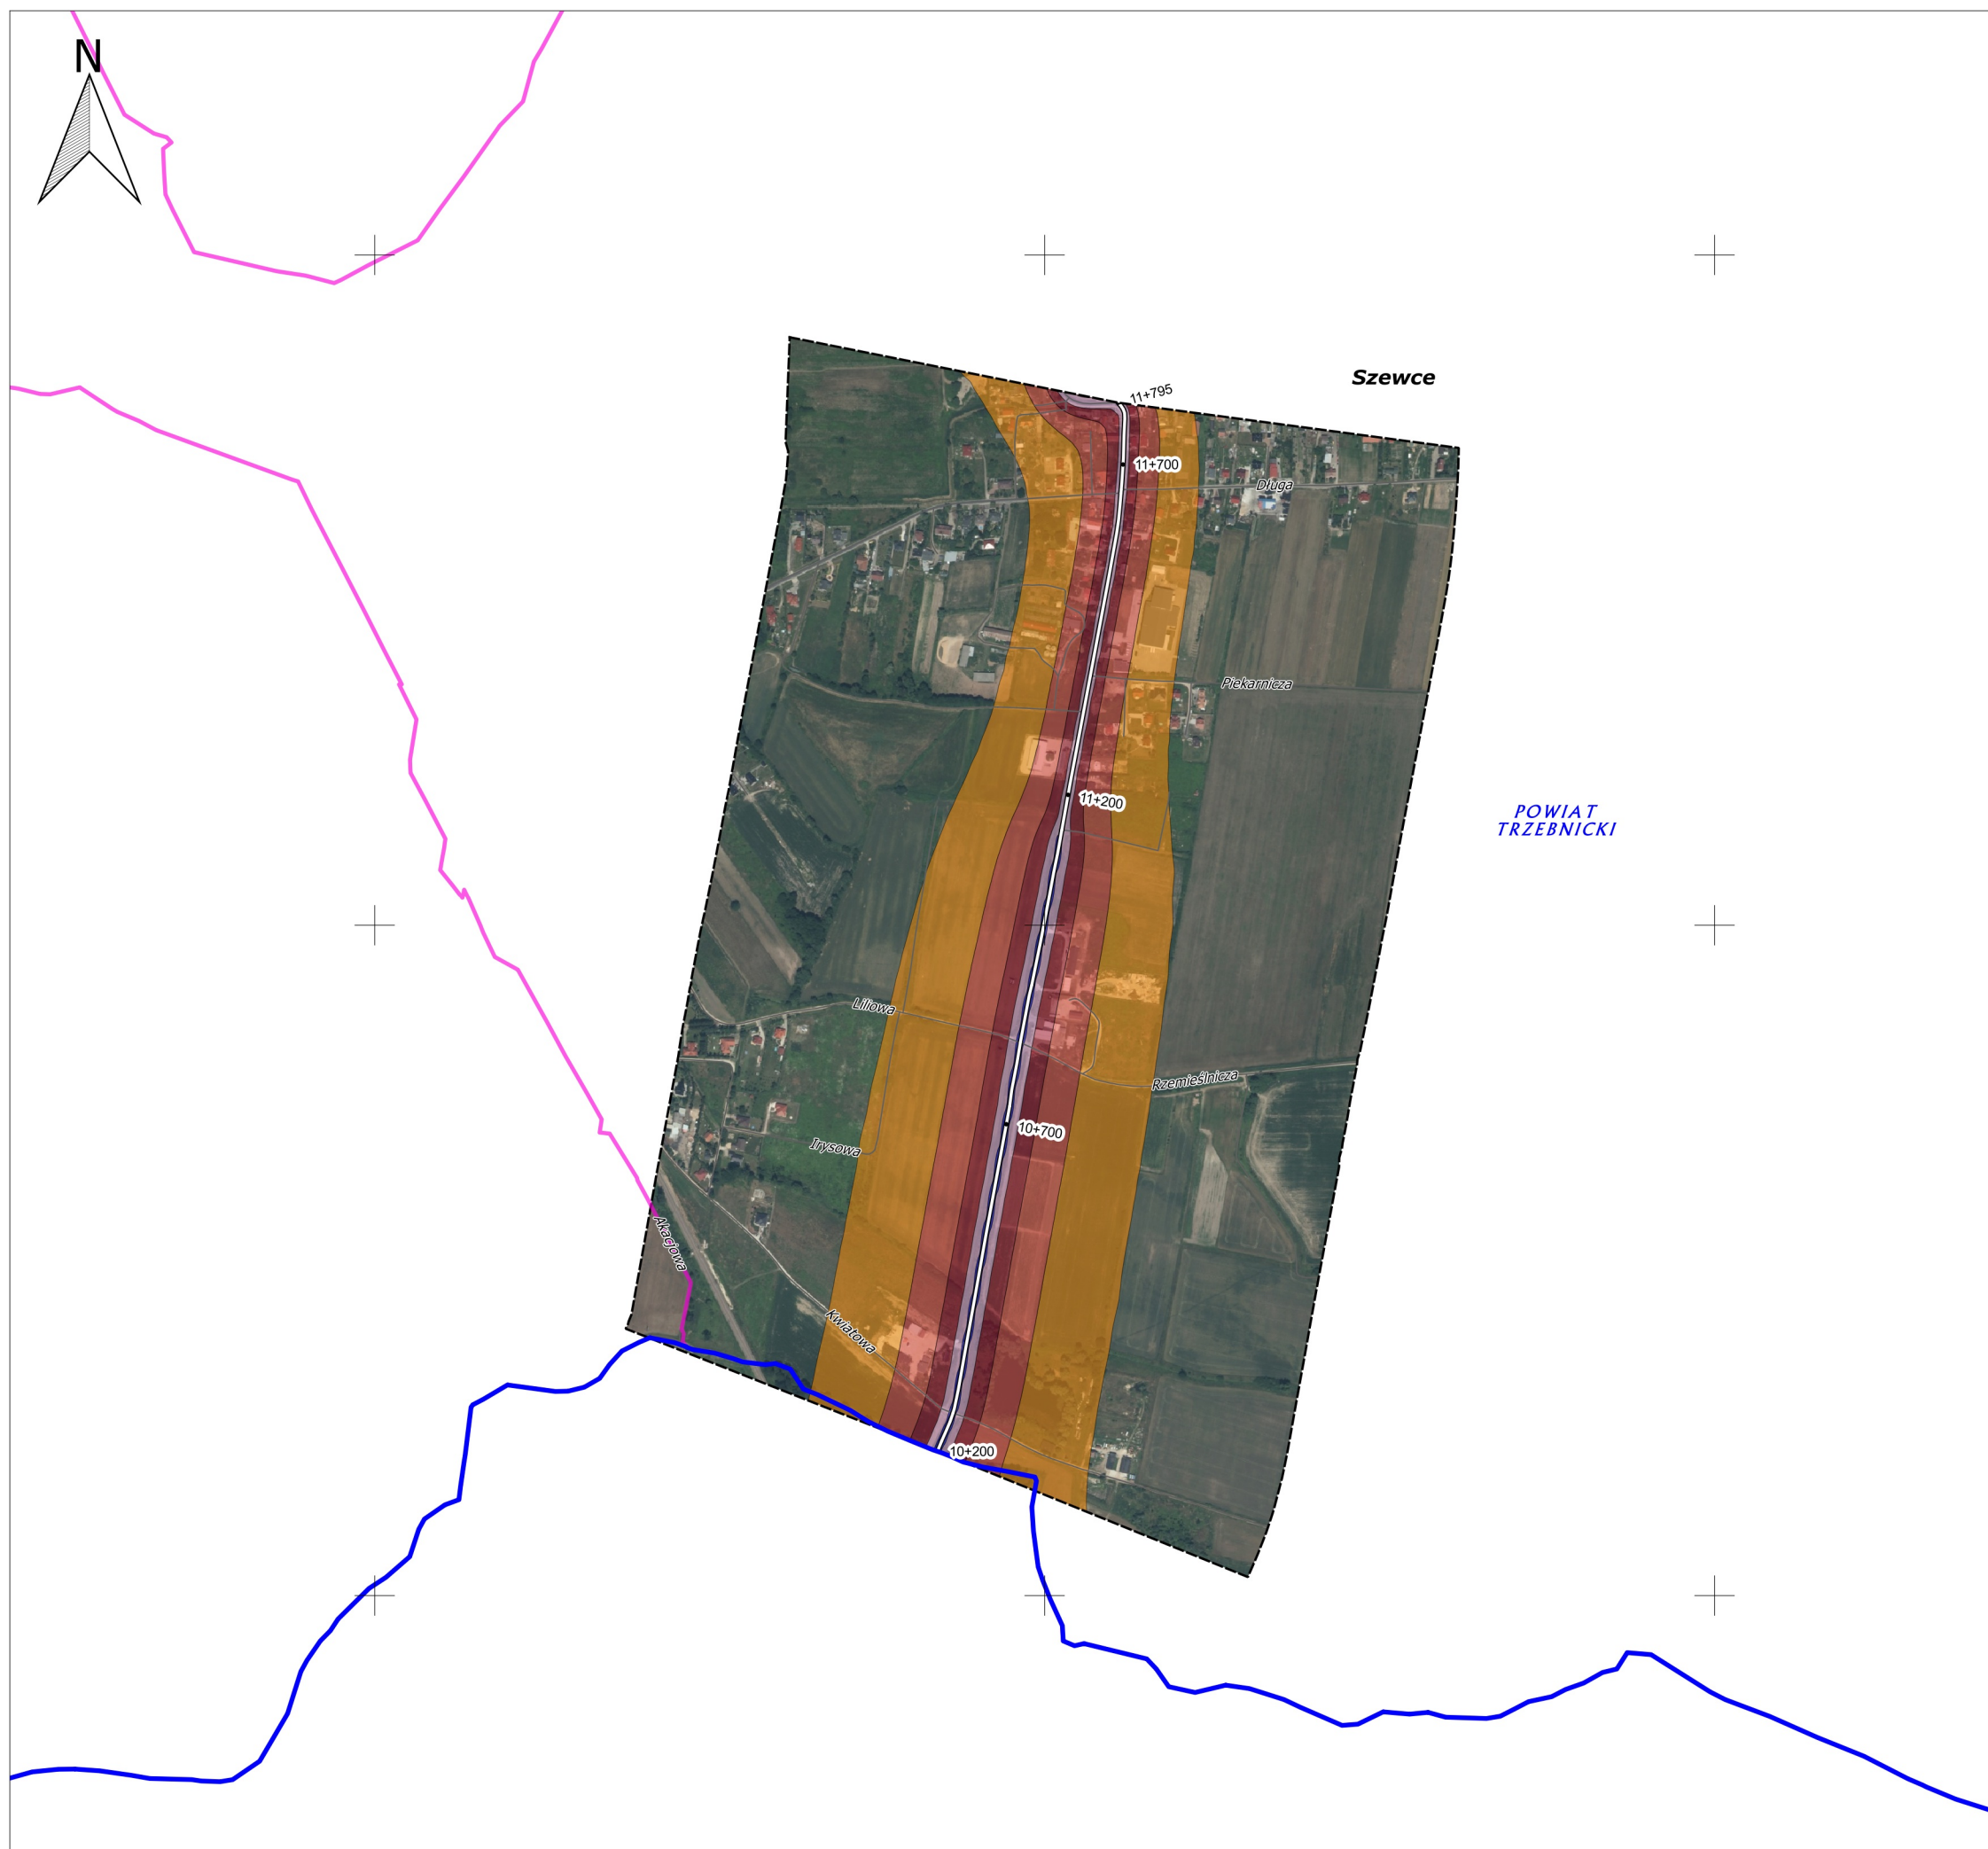 N
Szewce
11+795
11+700
Długa
Piekarnicza
11+200
POWIAT
TRZEBNICKI
Liliowa
Rzemieślnicza
10+700
Irysowa
Akacjowa
Kwiatowa
10+200